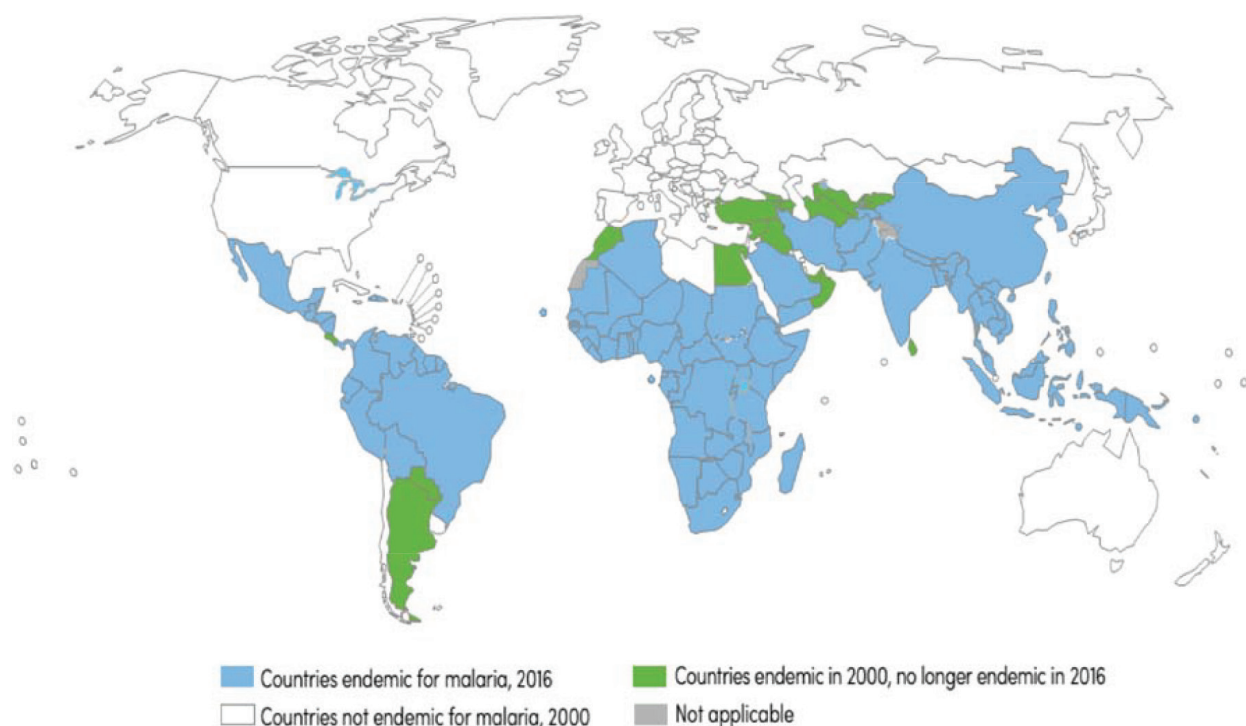 Countries endemic for malaria, 2016
Countries endemic in 2000, no longer endemic in 2016
Countries not endemic for malaria, 2000
Not applicable